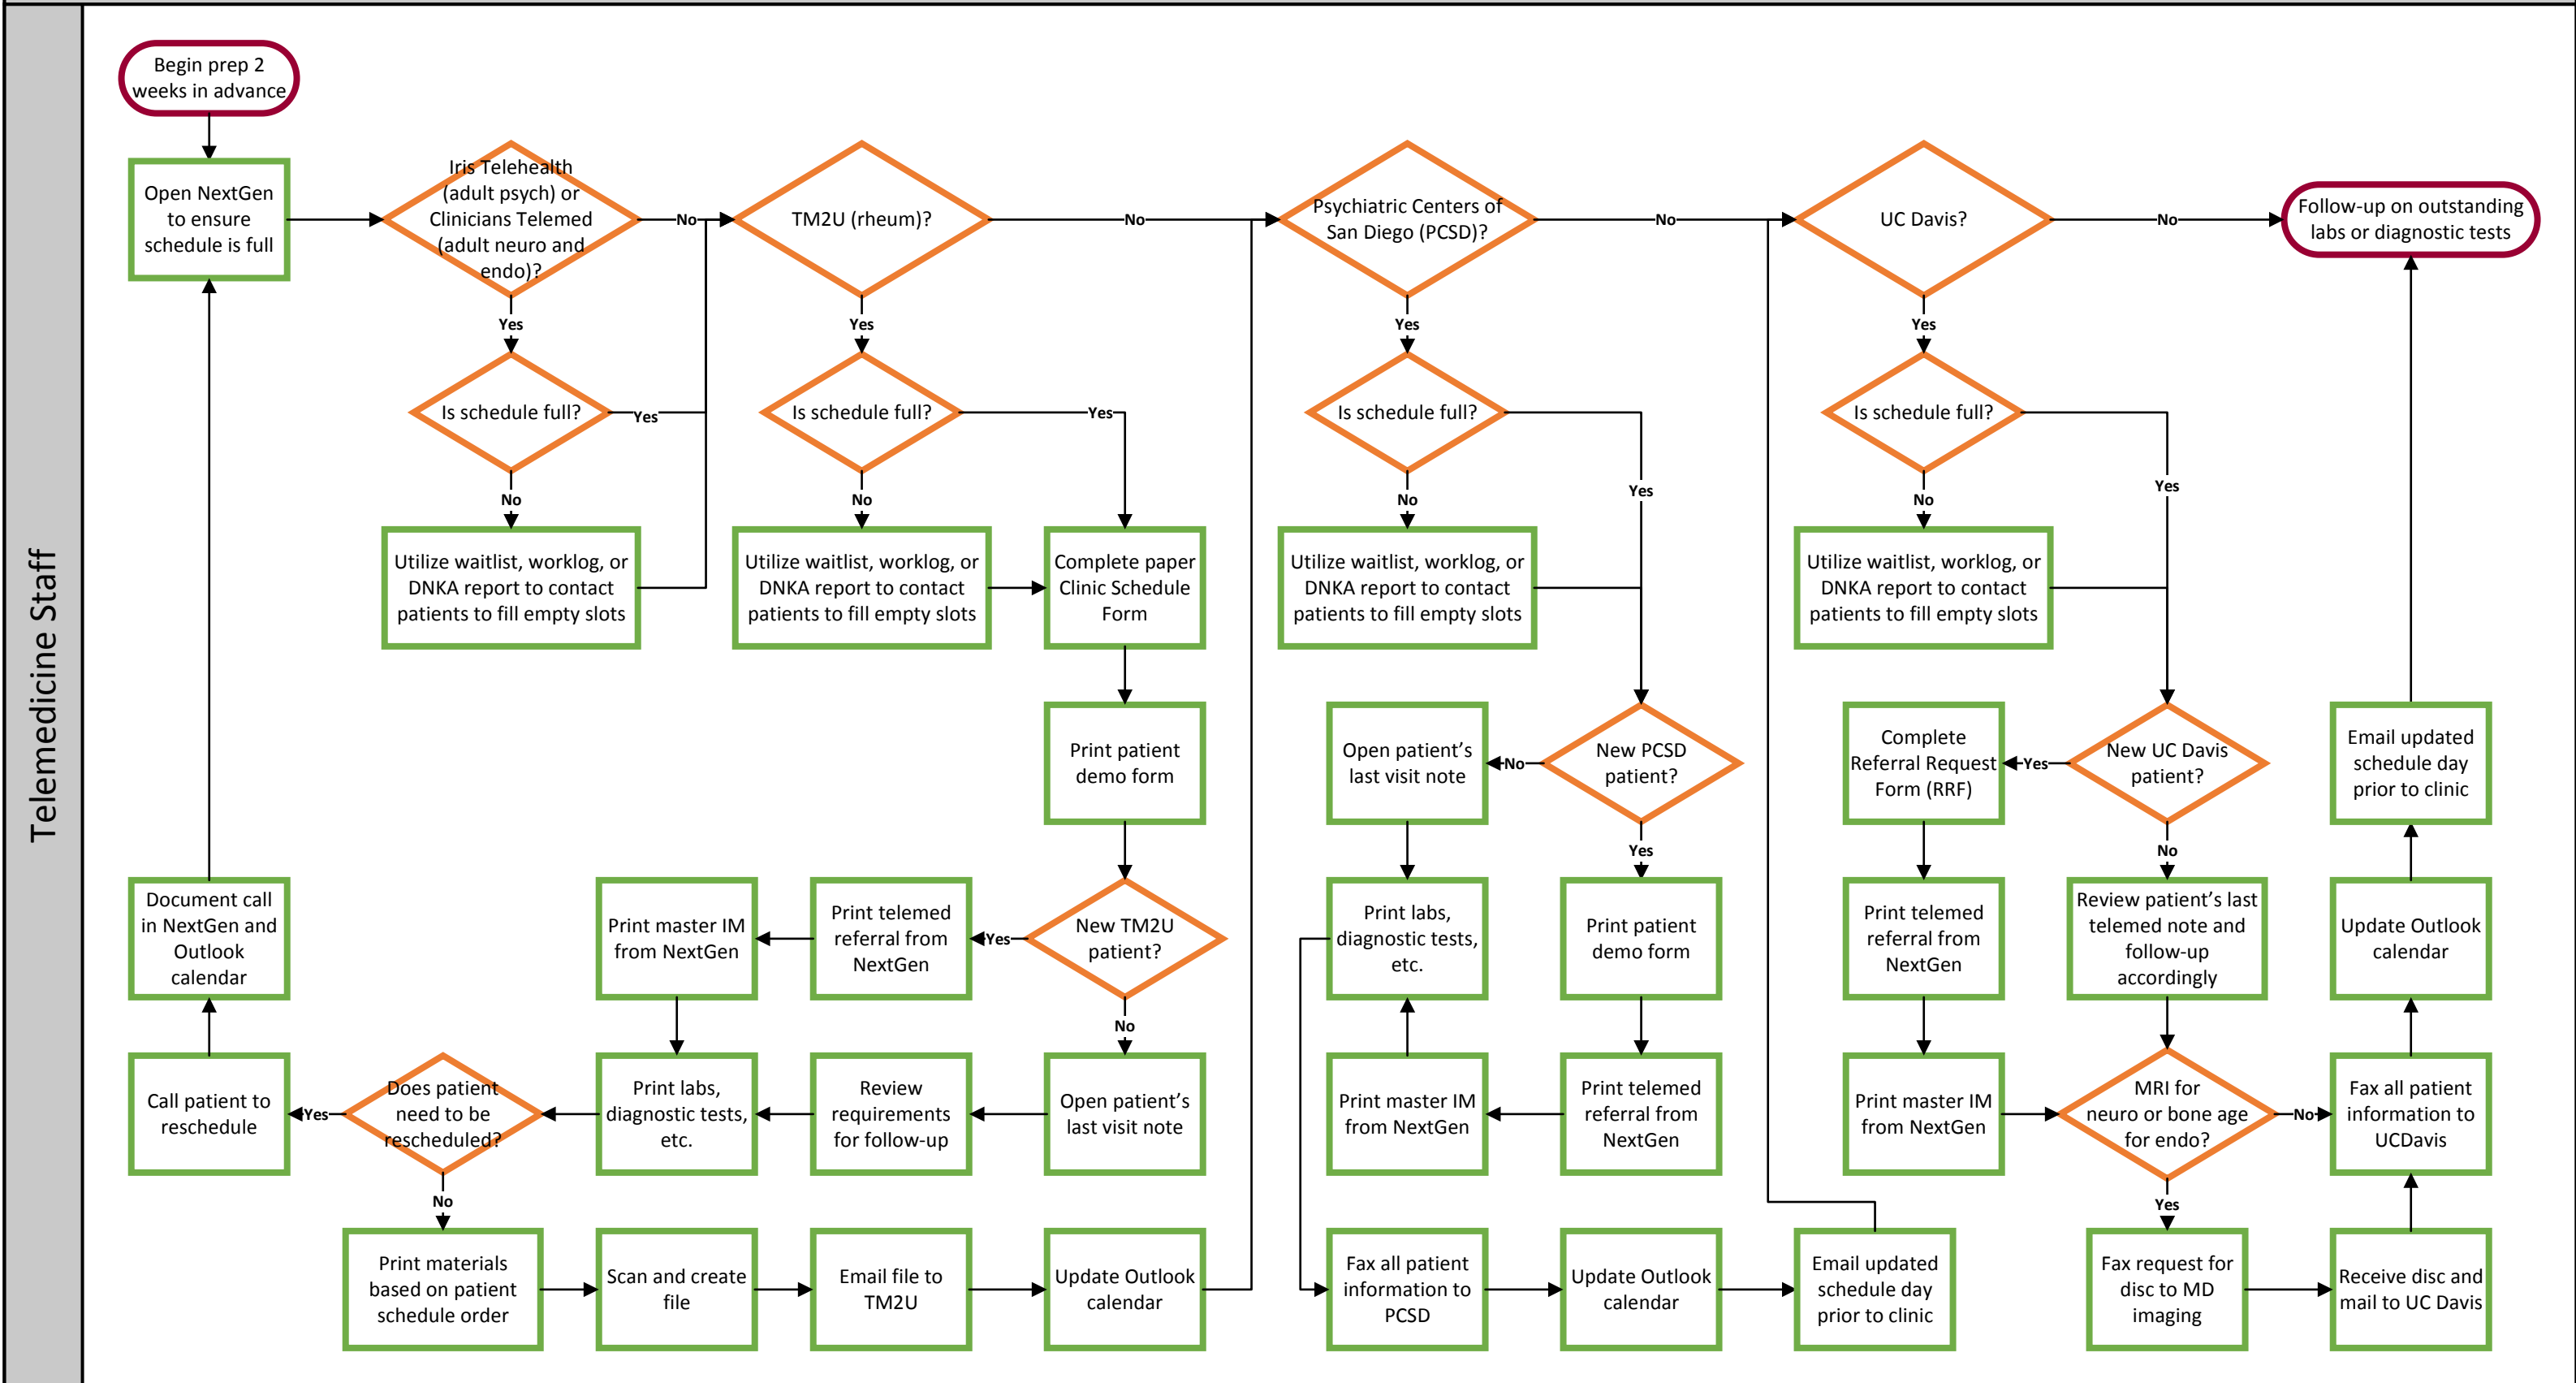 Telemedicine Staff
Begin prep 2
weeks in advance
Open NextGen
to ensure
schedule is full
Iris Telehealth
(adult psych) or
Clinicians Telemed
(adult neuro and
endo)?
No
TM2U (rheum)?
No
Psychiatric Centers of
San Diego (PCSD)?
No
UC Davis?
No
Follow-up on outstanding
labs or diagnostic tests
Yes
Yes
Yes
Yes
Is schedule full?
Yes
Is schedule full?
Yes
Is schedule full?
Yes
Is schedule full?
Yes
No
No
No
No
Utilize waitlist, worklog, or
DNKA report to contact
patients to fill empty slots
Utilize waitlist, worklog, or
DNKA report to contact
patients to fill empty slots
Complete paper
Clinic Schedule
Form
Utilize waitlist, worklog, or
DNKA report to contact
patients to fill empty slots
Utilize waitlist, worklog, or
DNKA report to contact
patients to fill empty slots
Print patient
demo form
Open patient’s
last visit note
No
New PCSD
patient?
Complete
Referral Request
Form (RRF)
Yes
New UC Davis
patient?
Email updated
schedule day
prior to clinic
Yes
No
Document call
in NextGen and
Outlook
calendar
Print master IM
from NextGen
Print telemed
referral from
NextGen
Yes
New TM2U
patient?
Print labs,
diagnostic tests,
etc.
Print patient
demo form
Print telemed
referral from
NextGen
Review patient’s last
telemed note and
follow-up
accordingly
Update Outlook
calendar
No
Call patient to
reschedule
Yes
Does patient
need to be
rescheduled?
Print labs,
diagnostic tests,
etc.
Review
requirements
for follow-up
Open patient’s
last visit note
Print master IM
from NextGen
Print telemed
referral from
NextGen
Print master IM
from NextGen
MRI for
neuro or bone age
for endo?
No
Fax all patient
information to
UCDavis
No
Yes
Print materials
based on patient
schedule order
Scan and create
file
Email file to
TM2U
Update Outlook
calendar
Fax all patient
information to
PCSD
Update Outlook
calendar
Email updated
schedule day
prior to clinic
Fax request for
disc to MD
imaging
Receive disc and
mail to UC Davis